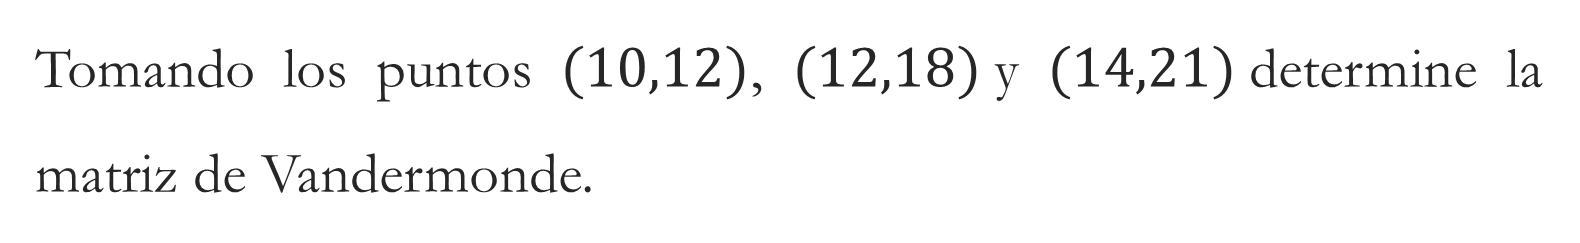 Tomando los puntos (10,12), (12,18) y (14,21) determine la
matriz de Vandermonde.